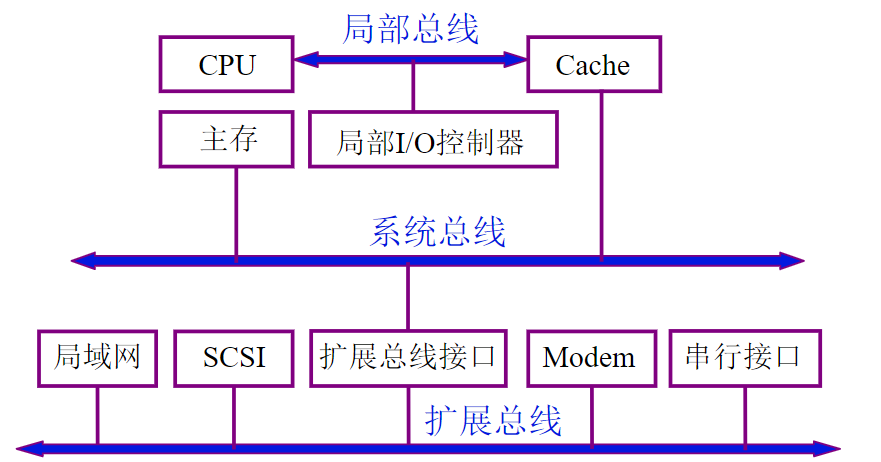 局部总线
CPU
Cache
主存
局部I/O控制器
系统总线
局域网
SCSI
扩展总线接口
Modem
串行接口
扩展总线